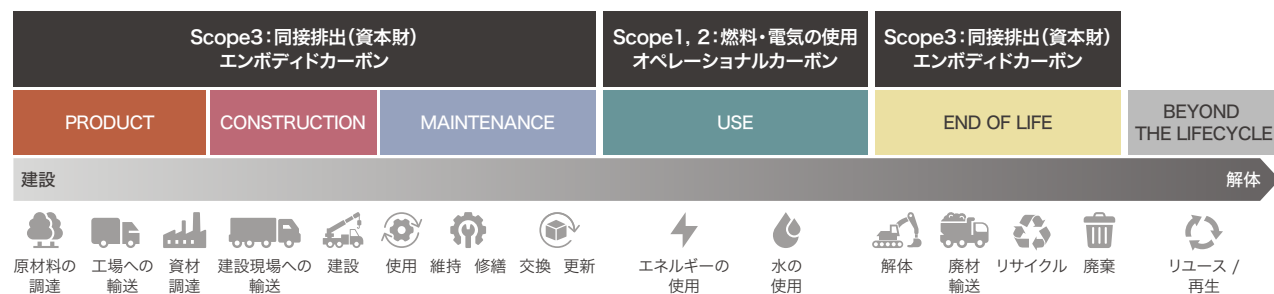 Scope3：同接排出（資本財）
エンボディドカーボン
Scope1, 2：燃料・電気の使用
オペレーショナルカーボン
Scope3：同接排出（資本財）
エンボディドカーボン
PRODUCT
CONSTRUCTION
MAINTENANCE
USE
END OF LIFE
BEYOND
THE LIFECYCLE
建設
解体
原材料の
調達
工場への
輸送
資材
調達
建設現場への
輸送
建設
使用
維持
修繕
交換
更新
エネルギーの
使用
水の
使用
解体
廃材
輸送
リサイクル
廃棄
リユース /
再生